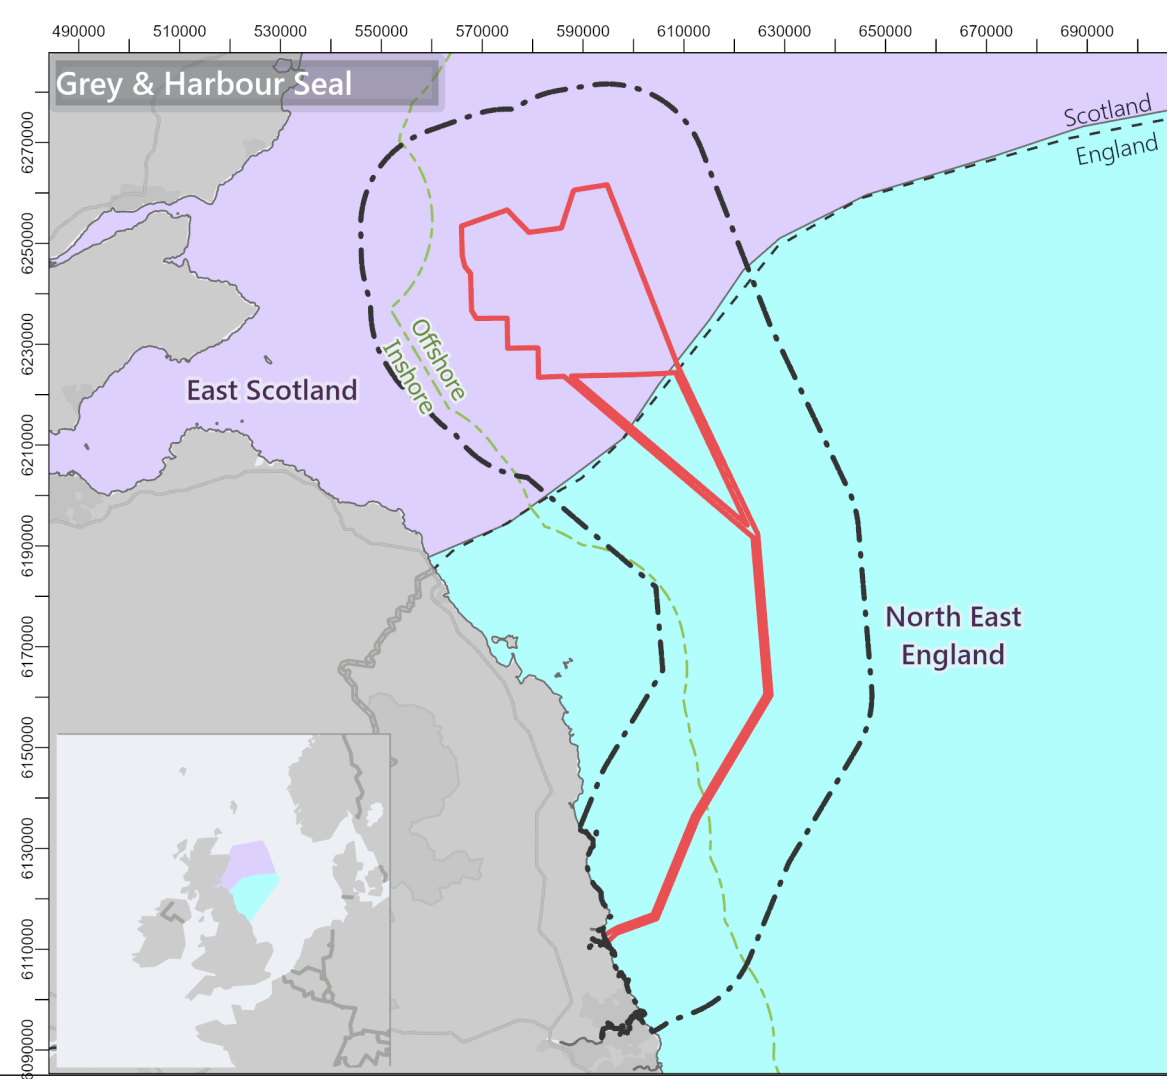 490000 510000 530000 550000 570000 590000 610000 630000 650000 670000 690000
Grey & Harbour Seal
Scotland
England
6270000
6250000
6230000
6210000
6190000
6170000
6150000
6130000
6110000
6090000
Offshore
Inshore
East Scotland
North East
England